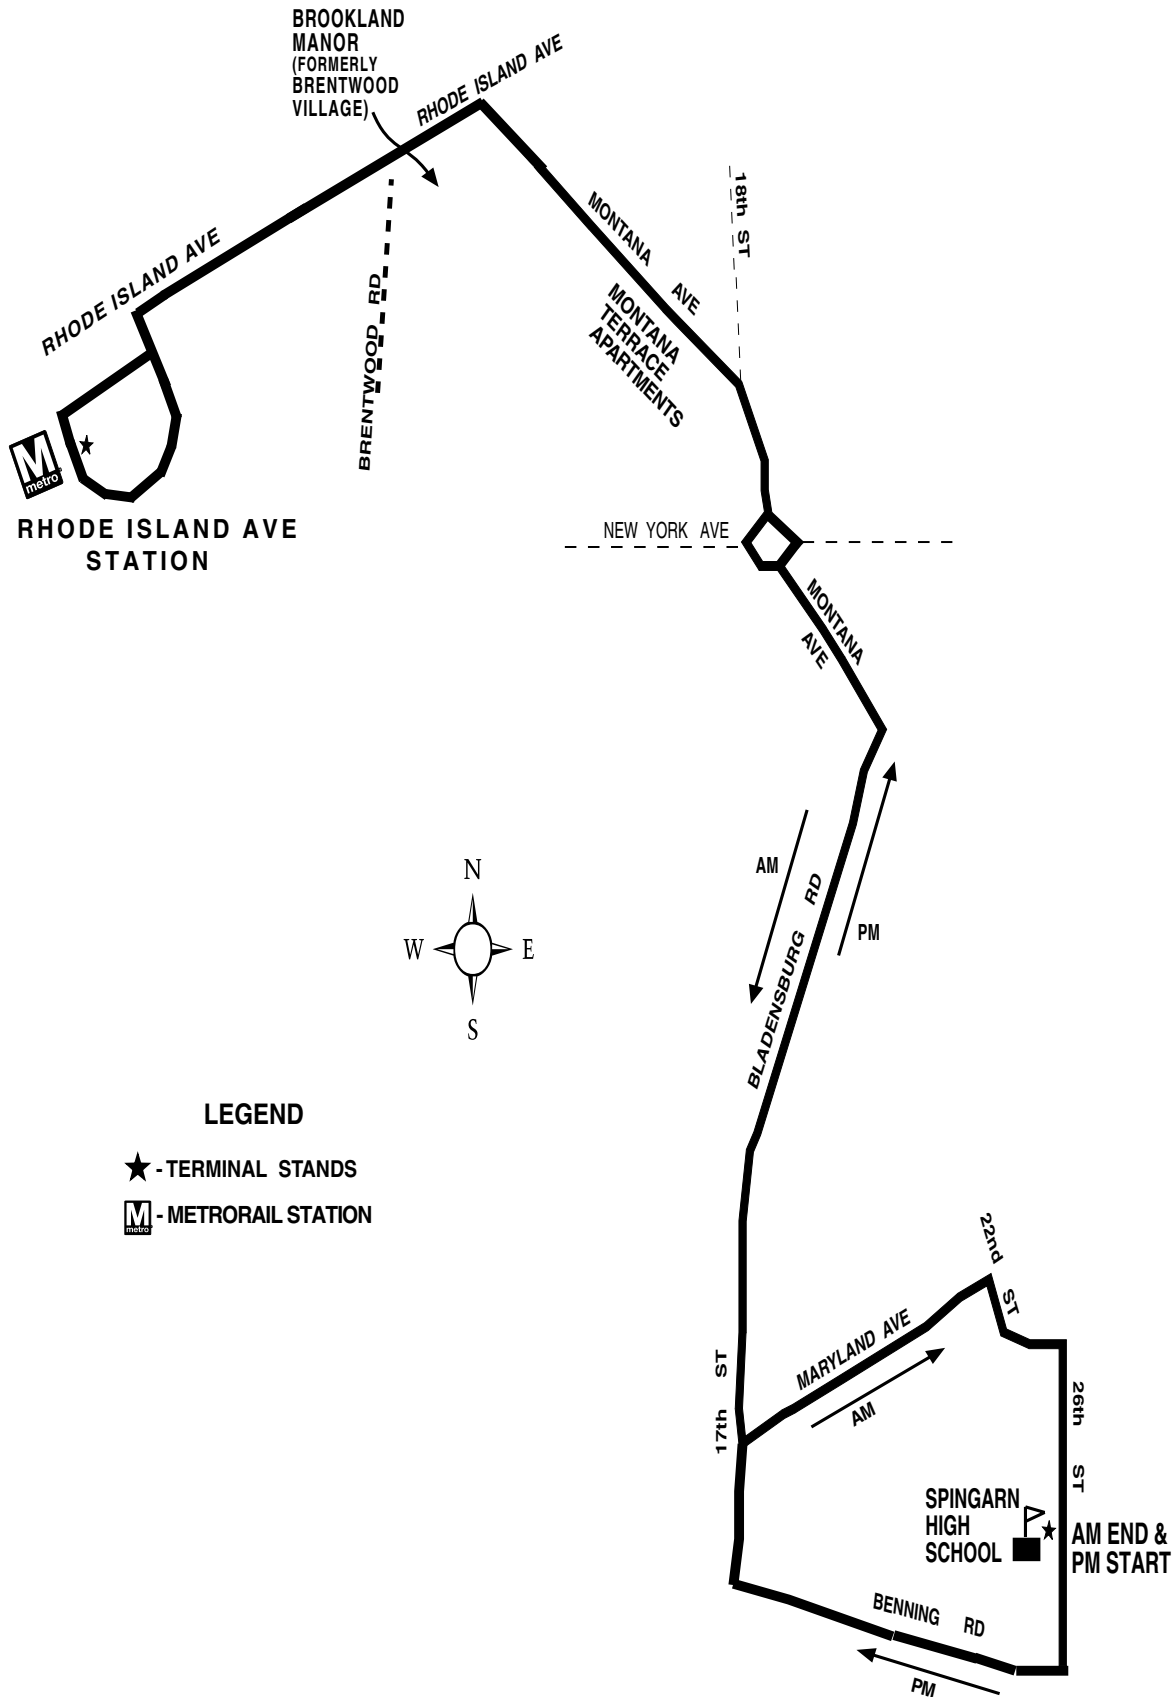 BROOKLAND
MANOR
(FORMERLY
BRENTWOOD
VILLAGE)
RHODE ISLAND AVE
RHODE ISLAND AVE
BRENTWOOD RD
MONTANA AVE
MONTANA
TERRACE
APARTMENTS
18th ST
M
metro
RHODE ISLAND AVE
STATION
NEW YORK AVE
MONTANA
AVE
AM
PM
BLADENSBURG RD
N
W E
S
LEGEND
- TERMINAL STANDS
M
metro
- METRORAIL STATION
22nd ST
MARYLAND AVE
AM
17th ST
26th ST
SPINGARN
HIGH
SCHOOL
AM END &
PM START
BENNING RD
PM